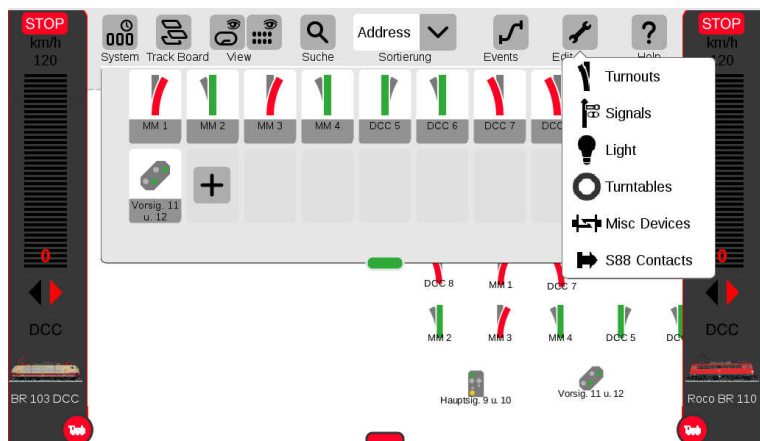 STOP
km/h
120
0
DCC
BR 103 DCC
000
System
Track Board
View
Suche
Address
Sortierung
Events
Edit
Help
MM 1
MM 2
MM 3
MM 4
DCC 5
DCC 6
DCC 7
DCC
Vorsig. 11
u. 12
Turnouts
Signals
Light
Turntables
Misc Devices
S88 Contacts
DCC 8
MM 1
DCC 7
MM 2
MM 3
MM 4
DCC 5
DC
Hauptsig. 9 u. 10
Vorsig. 11 u. 12
STOP
km/h
120
0
DCC
Roco BR 110